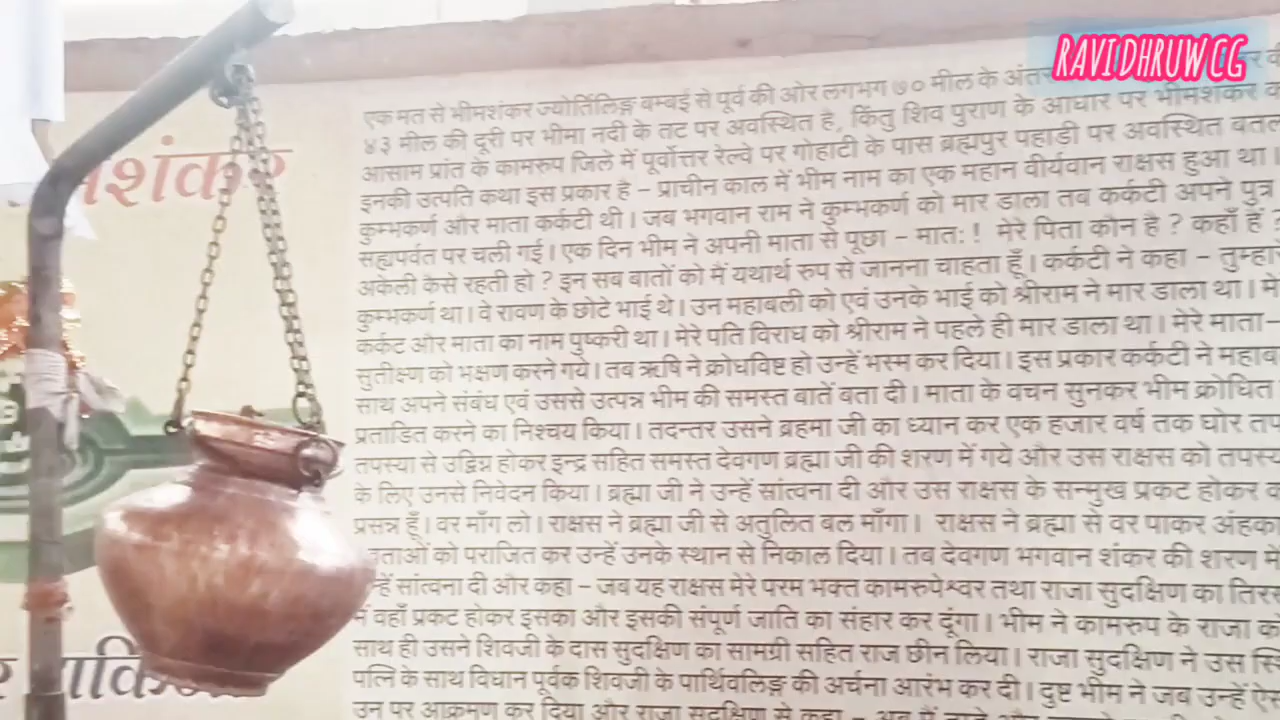 RAVIDHRUWCG
एक मत से भीमशंकर ज्योर्तिलिङ्ग बम्बई से पूर्व की ओर लगभग ७० मील के
४३ मील की दूरी पर भीमा नदी के तट पर अवस्थित है, किंतु शिव पुराण के आधार पर भीमशंकर
आसाम प्रांत के कामरुप जिले में पूर्वोत्तर रेल्वे पर गोहाटी के पास ब्रह्मपुर पहाडी पर अवस्थित
इनकी उत्पति कथा इस प्रकार है – प्राचीन काल में भीम नाम का एक महान वीर्यवान राक्षस हुआ था ।
कुम्भकर्ण और माता कर्कटी थी । जब भगवान राम ने कुम्भकर्ण को मार डाला तब कर्कटी अपने पुत्र
सह्यपर्वत पर चली गई । एक दिन भीम ने अपनी माता से पूछा – मात: ! मेरे पिता कौन है ? कहाँ है ?
अकेली कैसे रहती हो ? इन सब बातों को मैं यथार्थ रुप से जानना चाहता हूँ । कर्कटी ने कहा –
कुम्भकर्ण था । वे रावण के छोटे भाई थे । उन महाबली को एवं उनके भाई को श्रीराम ने मार डाला था ।
कर्कट और माता का नाम पुष्करी था । मेरे पति विराध को श्रीराम ने पहले ही मार डाला था । मेरे माता–
सुतीक्ष्ण को भक्षण करने गये । तब ऋषि ने क्रोधविष्ट हो उन्हें भस्म कर दिया । इस प्रकार कर्कटी ने
साथ अपने संबंध एवं उससे उत्पन्न भीम की समस्त बातें बता दी । माता के वचन सुनकर भीम क्रोधित
प्रताडित करने का निश्चय किया । तदन्तर उसने ब्रहमा जी का ध्यान कर एक हजार वर्ष तक घोर
तपस्या से उद्विग्न होकर इन्द्र सहित समस्त देवगण ब्रह्मा जी की शरण में गये और उस राक्षस को
के लिए उनसे निवेदन किया । ब्रह्मा जी ने उन्हें सांत्वना दी और उस राक्षस के सन्मुख प्रकट होकर
प्रसन्न हूँ । वर माँग लो । राक्षस ने ब्रह्मा जी से अतुलित बल माँगा । राक्षस ने ब्रह्मा से वर पाकर
को पराजित कर उन्हें उनके स्थान से निकाल दिया । तब देवगण भगवान शंकर की शरण
सांत्वना दी और कहा – जब यह राक्षस मेरे परम भक्त कामरुपेश्वर तथा राजा सुदक्षिण का
में वहाँ प्रकट होकर इसका और इसकी संपूर्ण जाति का संहार कर दूंगा । भीम ने कामरुप के राजा
साथ ही उसने शिवजी के दास सुदक्षिण का सामग्री सहित राज छीन लिया । राजा सुदक्षिण ने उस
पत्नि के साथ विधान पूर्वक शिवजी के पार्थिवलिङ्ग की अर्चना आरंभ कर दी । दुष्ट भीम ने जब उन्हें
उन पर आक्रमण कर दिया और राजा सुदक्षिण से कहा –